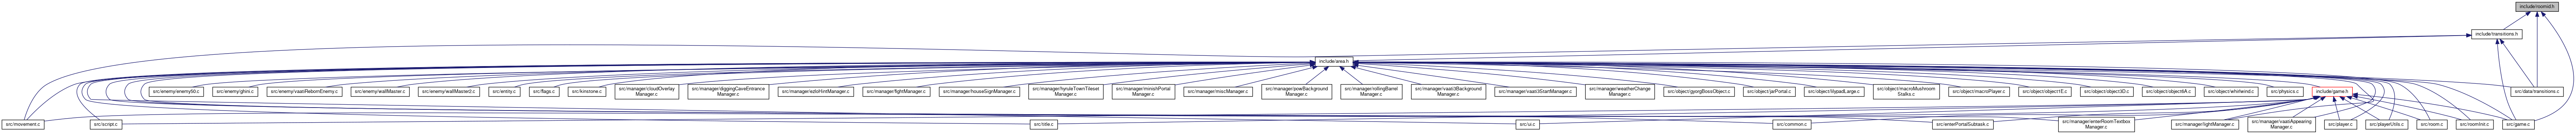 include/roomid.h
include/transitions.h
include/area.h
src/enemy/enemy50.c
src/enemy/ghini.c
src/enemy/vaatiRebornEnemy.c
src/enemy/wallMaster.c
src/enemy/wallMaster2.c
src/entity.c
src/flags.c
src/kinstone.c
src/manager/cloudOverlay
Manager.c
src/manager/diggingCaveEntrance
Manager.c
src/manager/ezloHintManager.c
src/manager/fightManager.c
src/manager/houseSignManager.c
src/manager/hyruleTownTileset
Manager.c
src/manager/minishPortal
Manager.c
src/manager/miscManager.c
src/manager/powBackground
Manager.c
src/manager/rollingBarrel
Manager.c
src/manager/vaati3Background
Manager.c
src/manager/vaati3StartManager.c
src/manager/weatherChange
Manager.c
src/object/gyorgBossObject.c
src/object/jarPortal.c
src/object/lilypadLarge.c
src/object/macroMushroom
Stalks.c
src/object/macroPlayer.c
src/object/object1E.c
src/object/object3D.c
src/object/object6A.c
src/object/whirlwind.c
src/physics.c
include/game.h
src/data/transitions.c
src/movement.c
src/script.c
src/title.c
src/ui.c
src/common.c
src/enterPortalSubtask.c
src/manager/enterRoomTextbox
Manager.c
src/manager/lightManager.c
src/manager/vaatiAppearing
Manager.c
src/player.c
src/playerUtils.c
src/room.c
src/roomInit.c
src/game.c